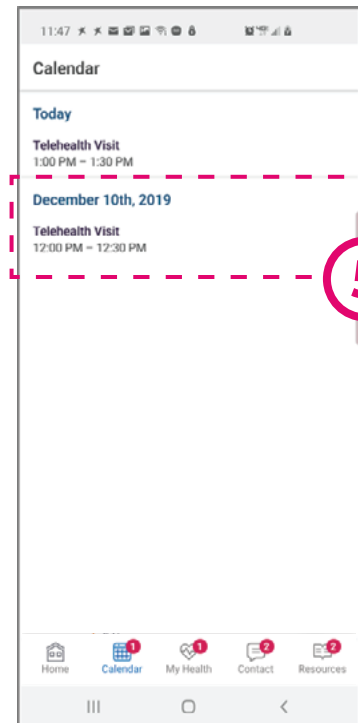 11:47
Calendar
Today
Telehealth Visit
1:00 PM – 1:30 PM
December 10th, 2019
Telehealth Visit
12:00 PM – 12:30 PM
5
1
1
2
2
Home
Calendar
My Health
Contact
Resources